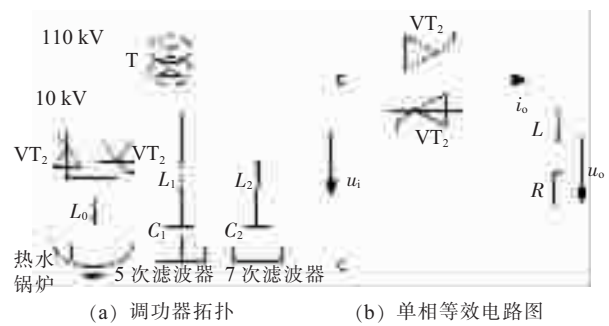 110 kV
T
10 kV
VT2 VT2
L1 L2
L0
C1 C2
热水锅炉
5 次滤波器 7 次滤波器
(a) 调功器拓扑
VT2
io
VT2
L
ui
uo
R
(b) 单相等效电路图